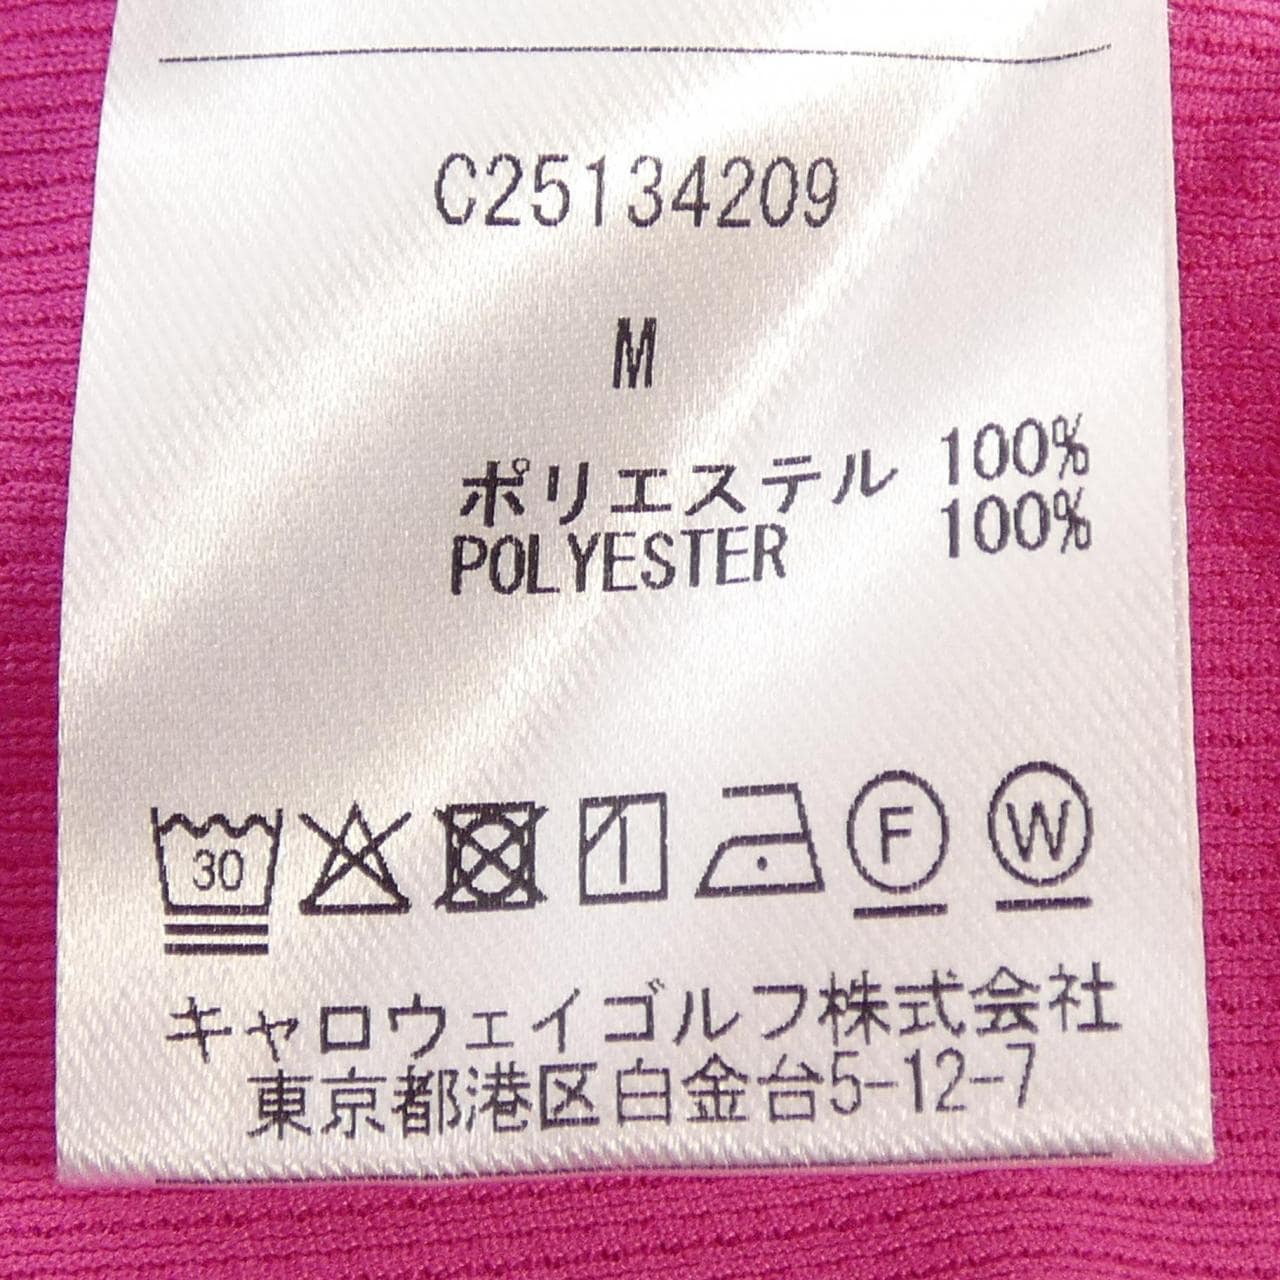 C25134209
M
ポリエステル 100%
POLYESTER 100%
30 F W
キャロウェイゴルフ株式会社
東京都港区白金台5-12-7